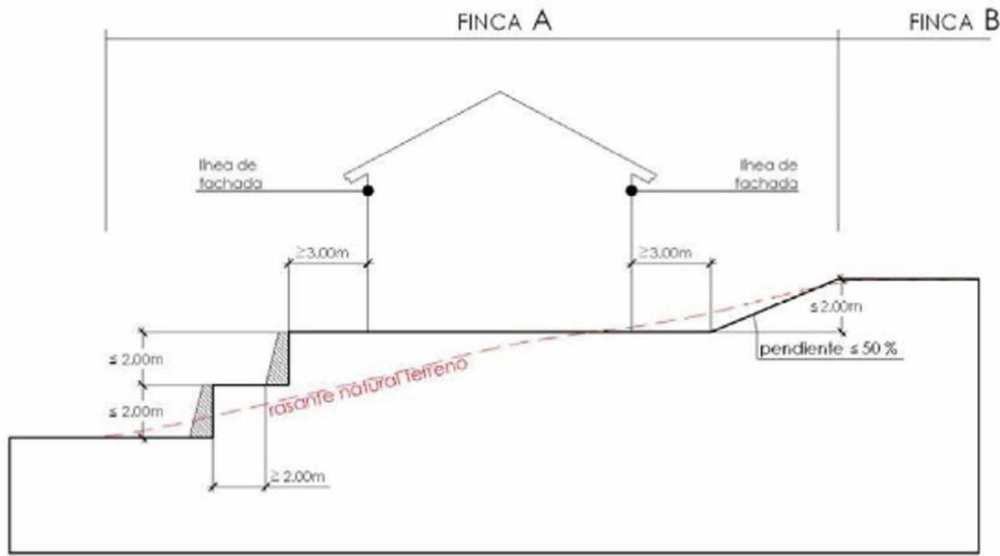 FINCA A
FINCA B
línea de
fachada
línea de
fachada
≥3.00m
≥3.00m
≤2.00m
pendiente ≤ 50 %
≤ 2.00m
rasante natural terreno
≤ 2.00m
≥ 2.00m